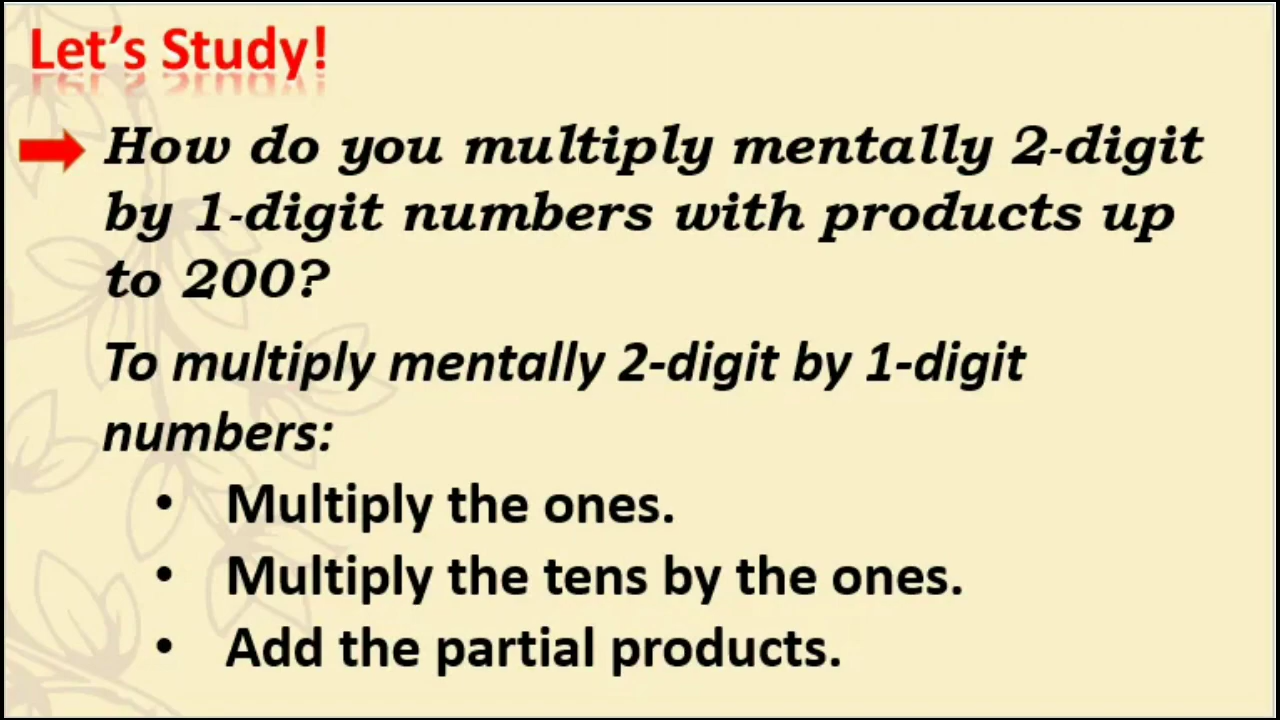 Let's Study!
How do you multiply mentally 2-digit
by 1-digit numbers with products up
to 200?
To multiply mentally 2-digit by 1-digit
numbers:
• Multiply the ones.
• Multiply the tens by the ones.
• Add the partial products.